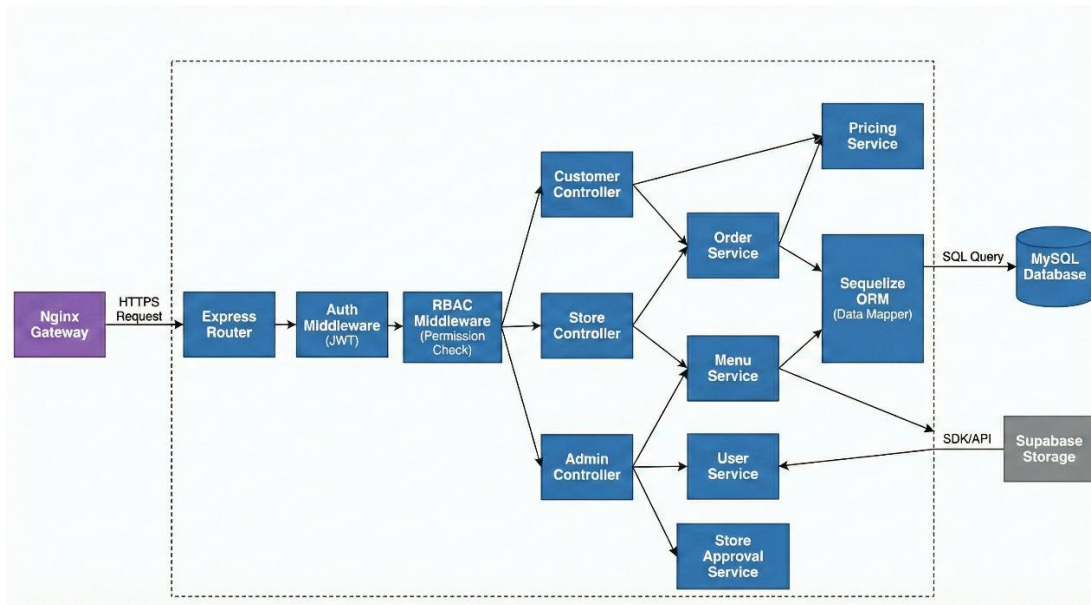 Nginx
Gateway
HTTPS
Request
Express
Router
Auth
Middleware
(JWT)
RBAC
Middleware
(Permission
Check)
Customer
Controller
Store
Controller
Admin
Controller
Order
Service
Menu
Service
User
Service
Store
Approval
Service
Pricing
Service
Sequelize
ORM
(Data Mapper)
SQL Query
MySQL
Database
SDK/API
Supabase
Storage